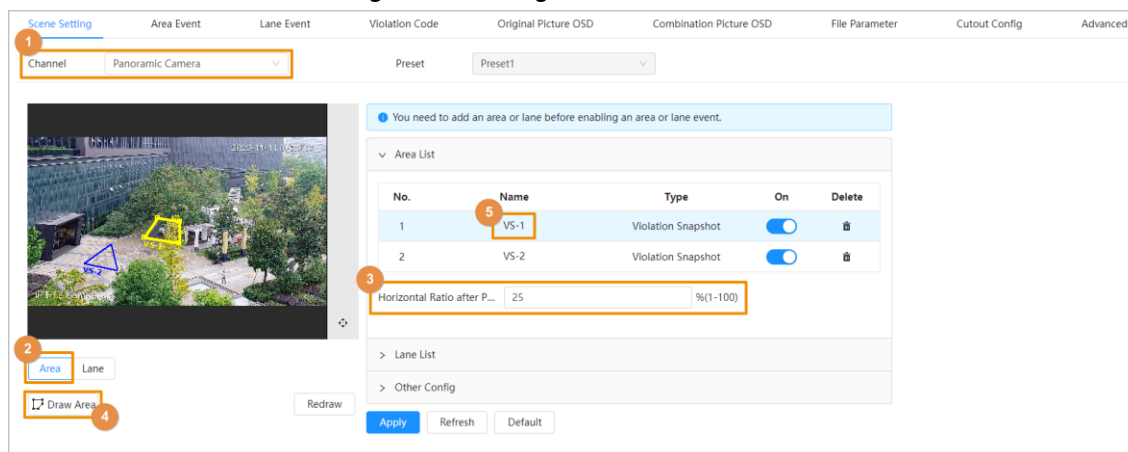 Scene Setting Area Event Lane Event Violation Code Original Picture OSD Combination Picture OSD File Parameter Cutout Config Advanced
1
Channel Panoramic Camera Preset Preset1
You need to add an area or lane before enabling an area or lane event.
Area List
No. Name Type On Delete
5
1 VS-1 Violation Snapshot
2 VS-2 Violation Snapshot
3
Horizontal Ratio after P... 25 %(1-100)
VS-1
VS-2
2
Area Lane
Lane List
Other Config
Draw Area Redraw
4
Apply Refresh Default